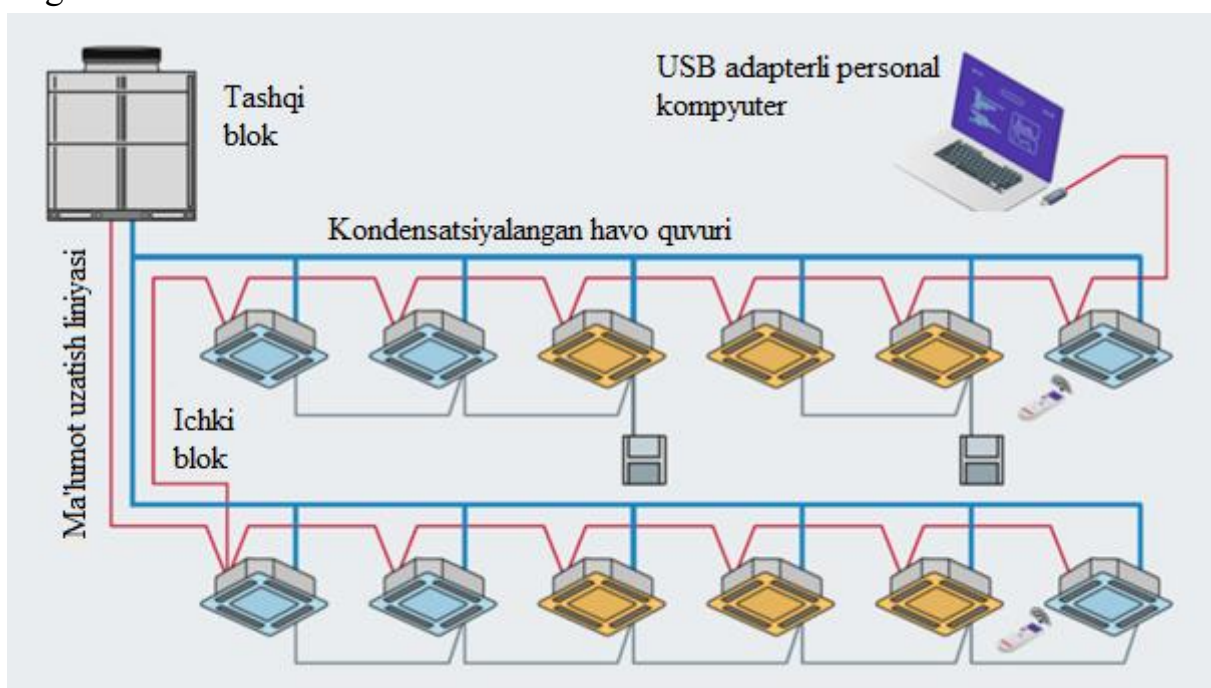 Tashqi
blok
USB adapterli personal
kompyuter
Kondensatsiyalangan havo quvuri
Ma'lumot uzatish liniyasi
Ichki
blok